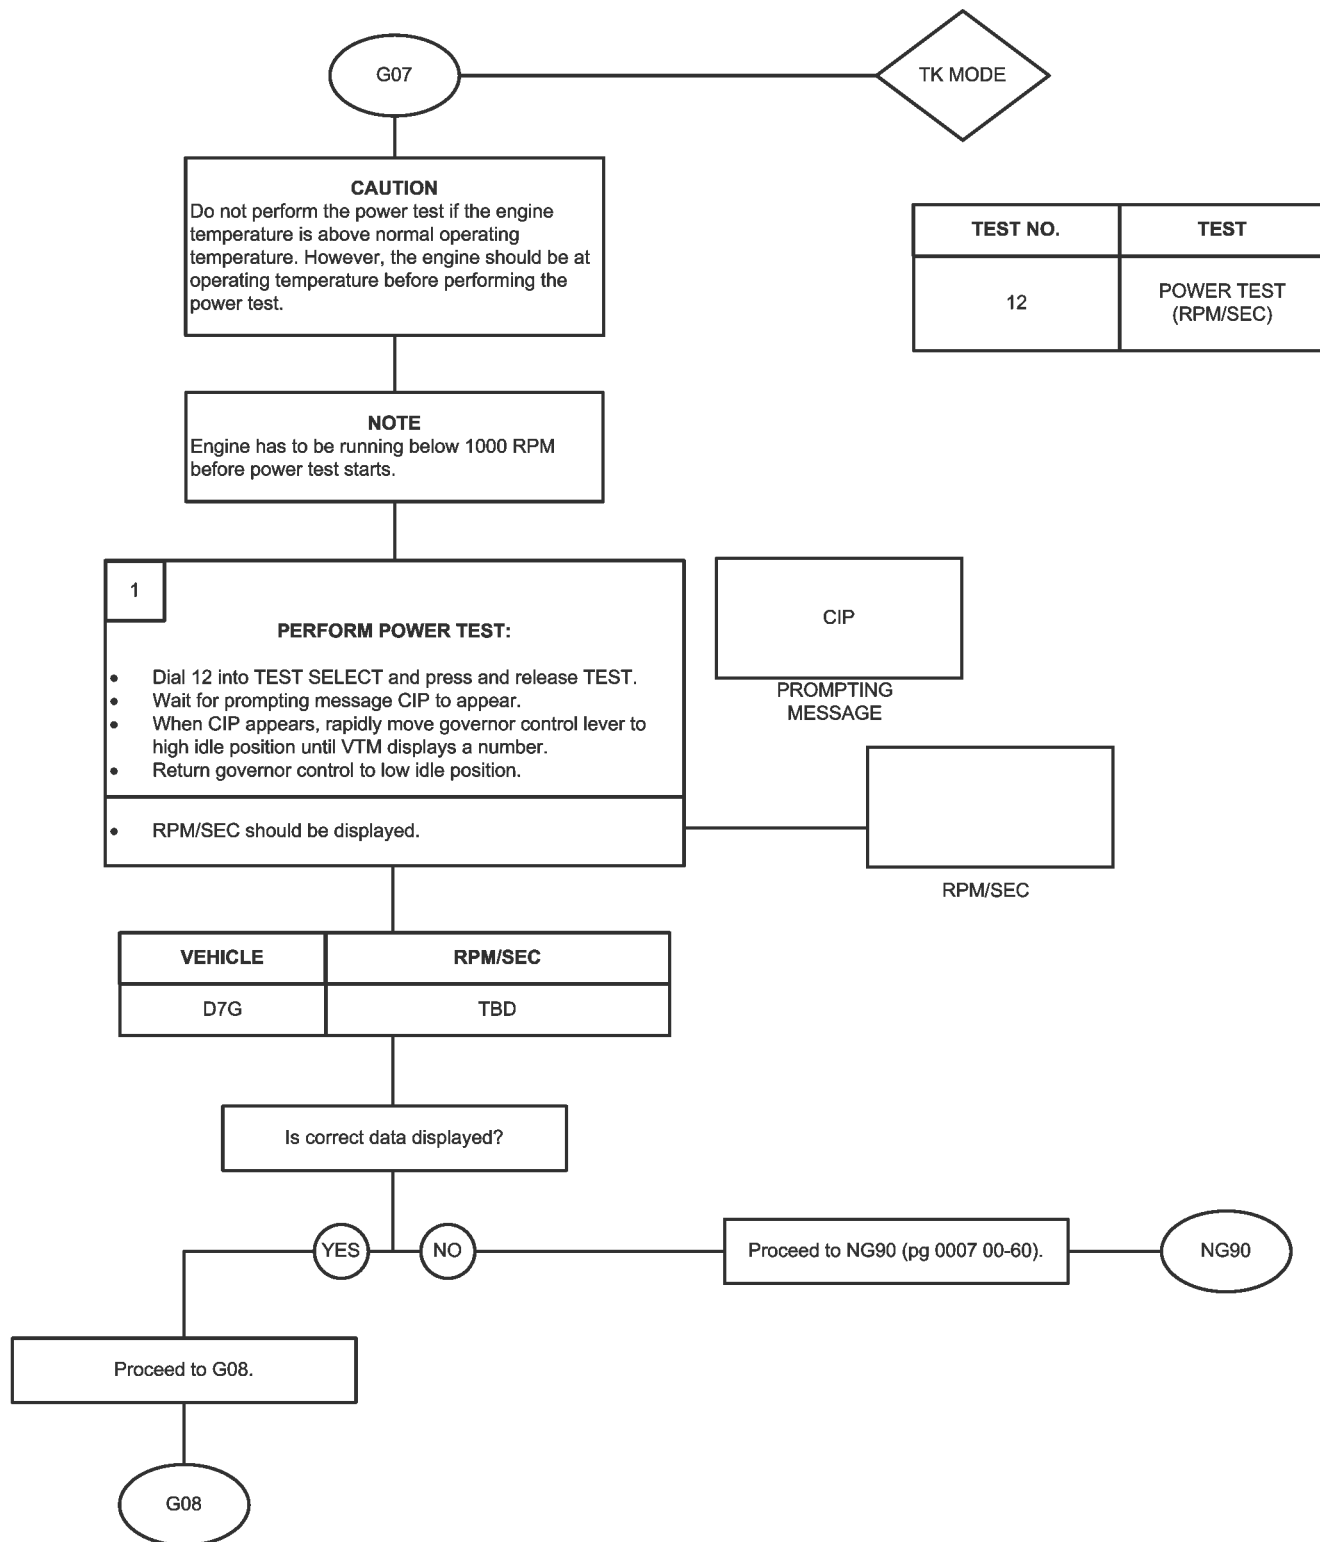 G07
TK MODE
CAUTION
Do not perform the power test if the engine
temperature is above normal operating
temperature. However, the engine should be at
operating temperature before performing the
power test.
TEST NO.
TEST
12
POWER TEST
(RPM/SEC)
NOTE
Engine has to be running below 1000 RPM
before power test starts.
1
PERFORM POWER TEST:
• Dial 12 into TEST SELECT and press and release TEST.
• Wait for prompting message CIP to appear.
• When CIP appears, rapidly move governor control lever to
high idle position until VTM displays a number.
• Return governor control to low idle position.
• RPM/SEC should be displayed.
CIP
PROMPTING
MESSAGE
RPM/SEC
VEHICLE
RPM/SEC
D7G
TBD
Is correct data displayed?
YES
NO
Proceed to NG90 (pg 0007 00-60).
NG90
Proceed to G08.
G08